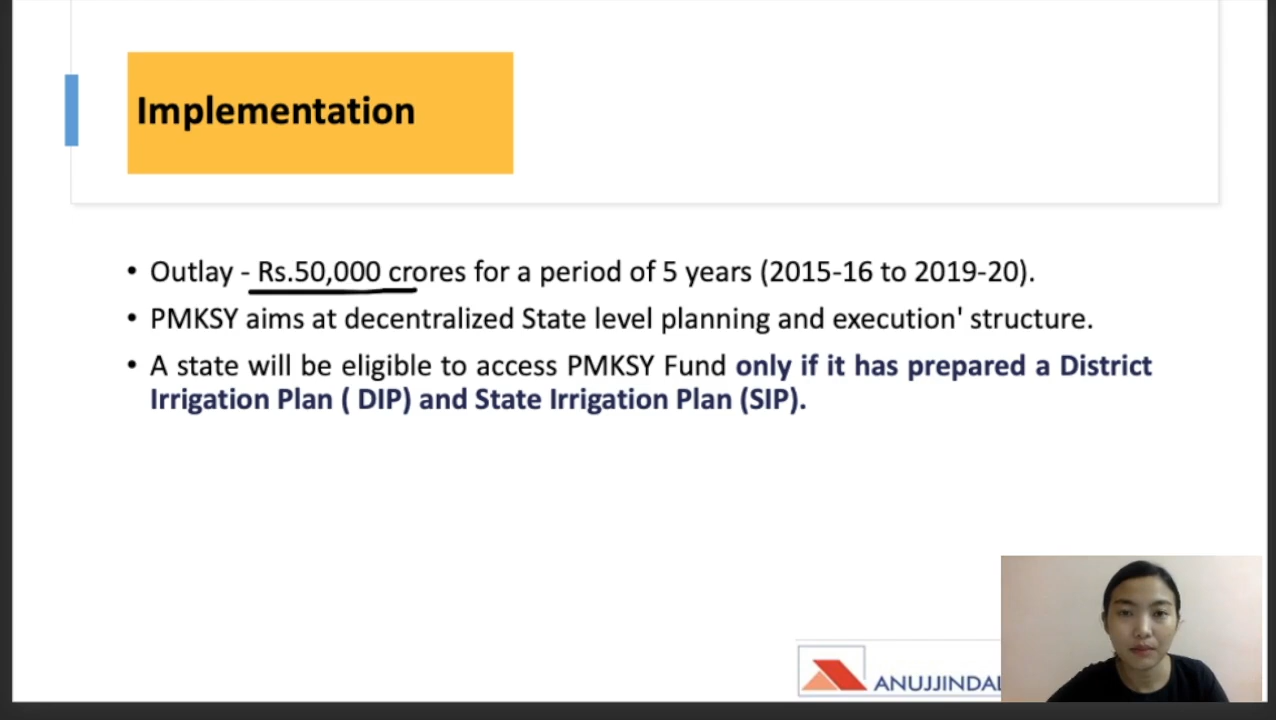 Implementation
• Outlay - Rs.50,000 crores for a period of 5 years (2015-16 to 2019-20).
• PMKSY aims at decentralized State level planning and execution' structure.
• A state will be eligible to access PMKSY Fund only if it has prepared a District
Irrigation Plan ( DIP) and State Irrigation Plan (SIP).
ANUJJINDAL